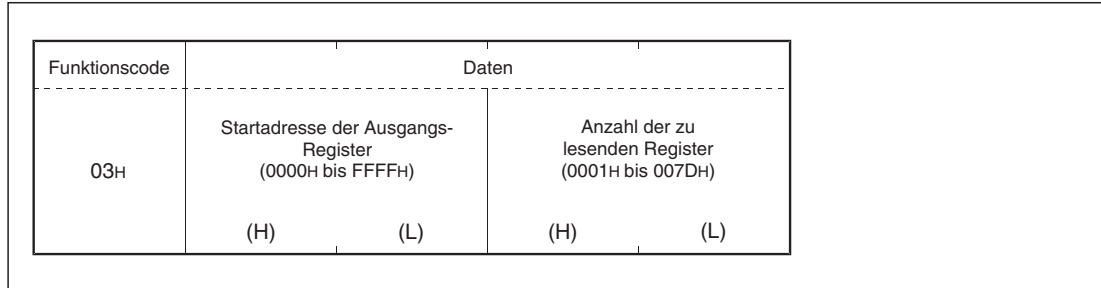 Funktionscode
Daten
03H
Startadresse der Ausgangs-
Register
(0000H bis FFFFH)
(H)
(L)
Anzahl der zu
lesenden Register
(0001H bis 007DH)
(H)
(L)